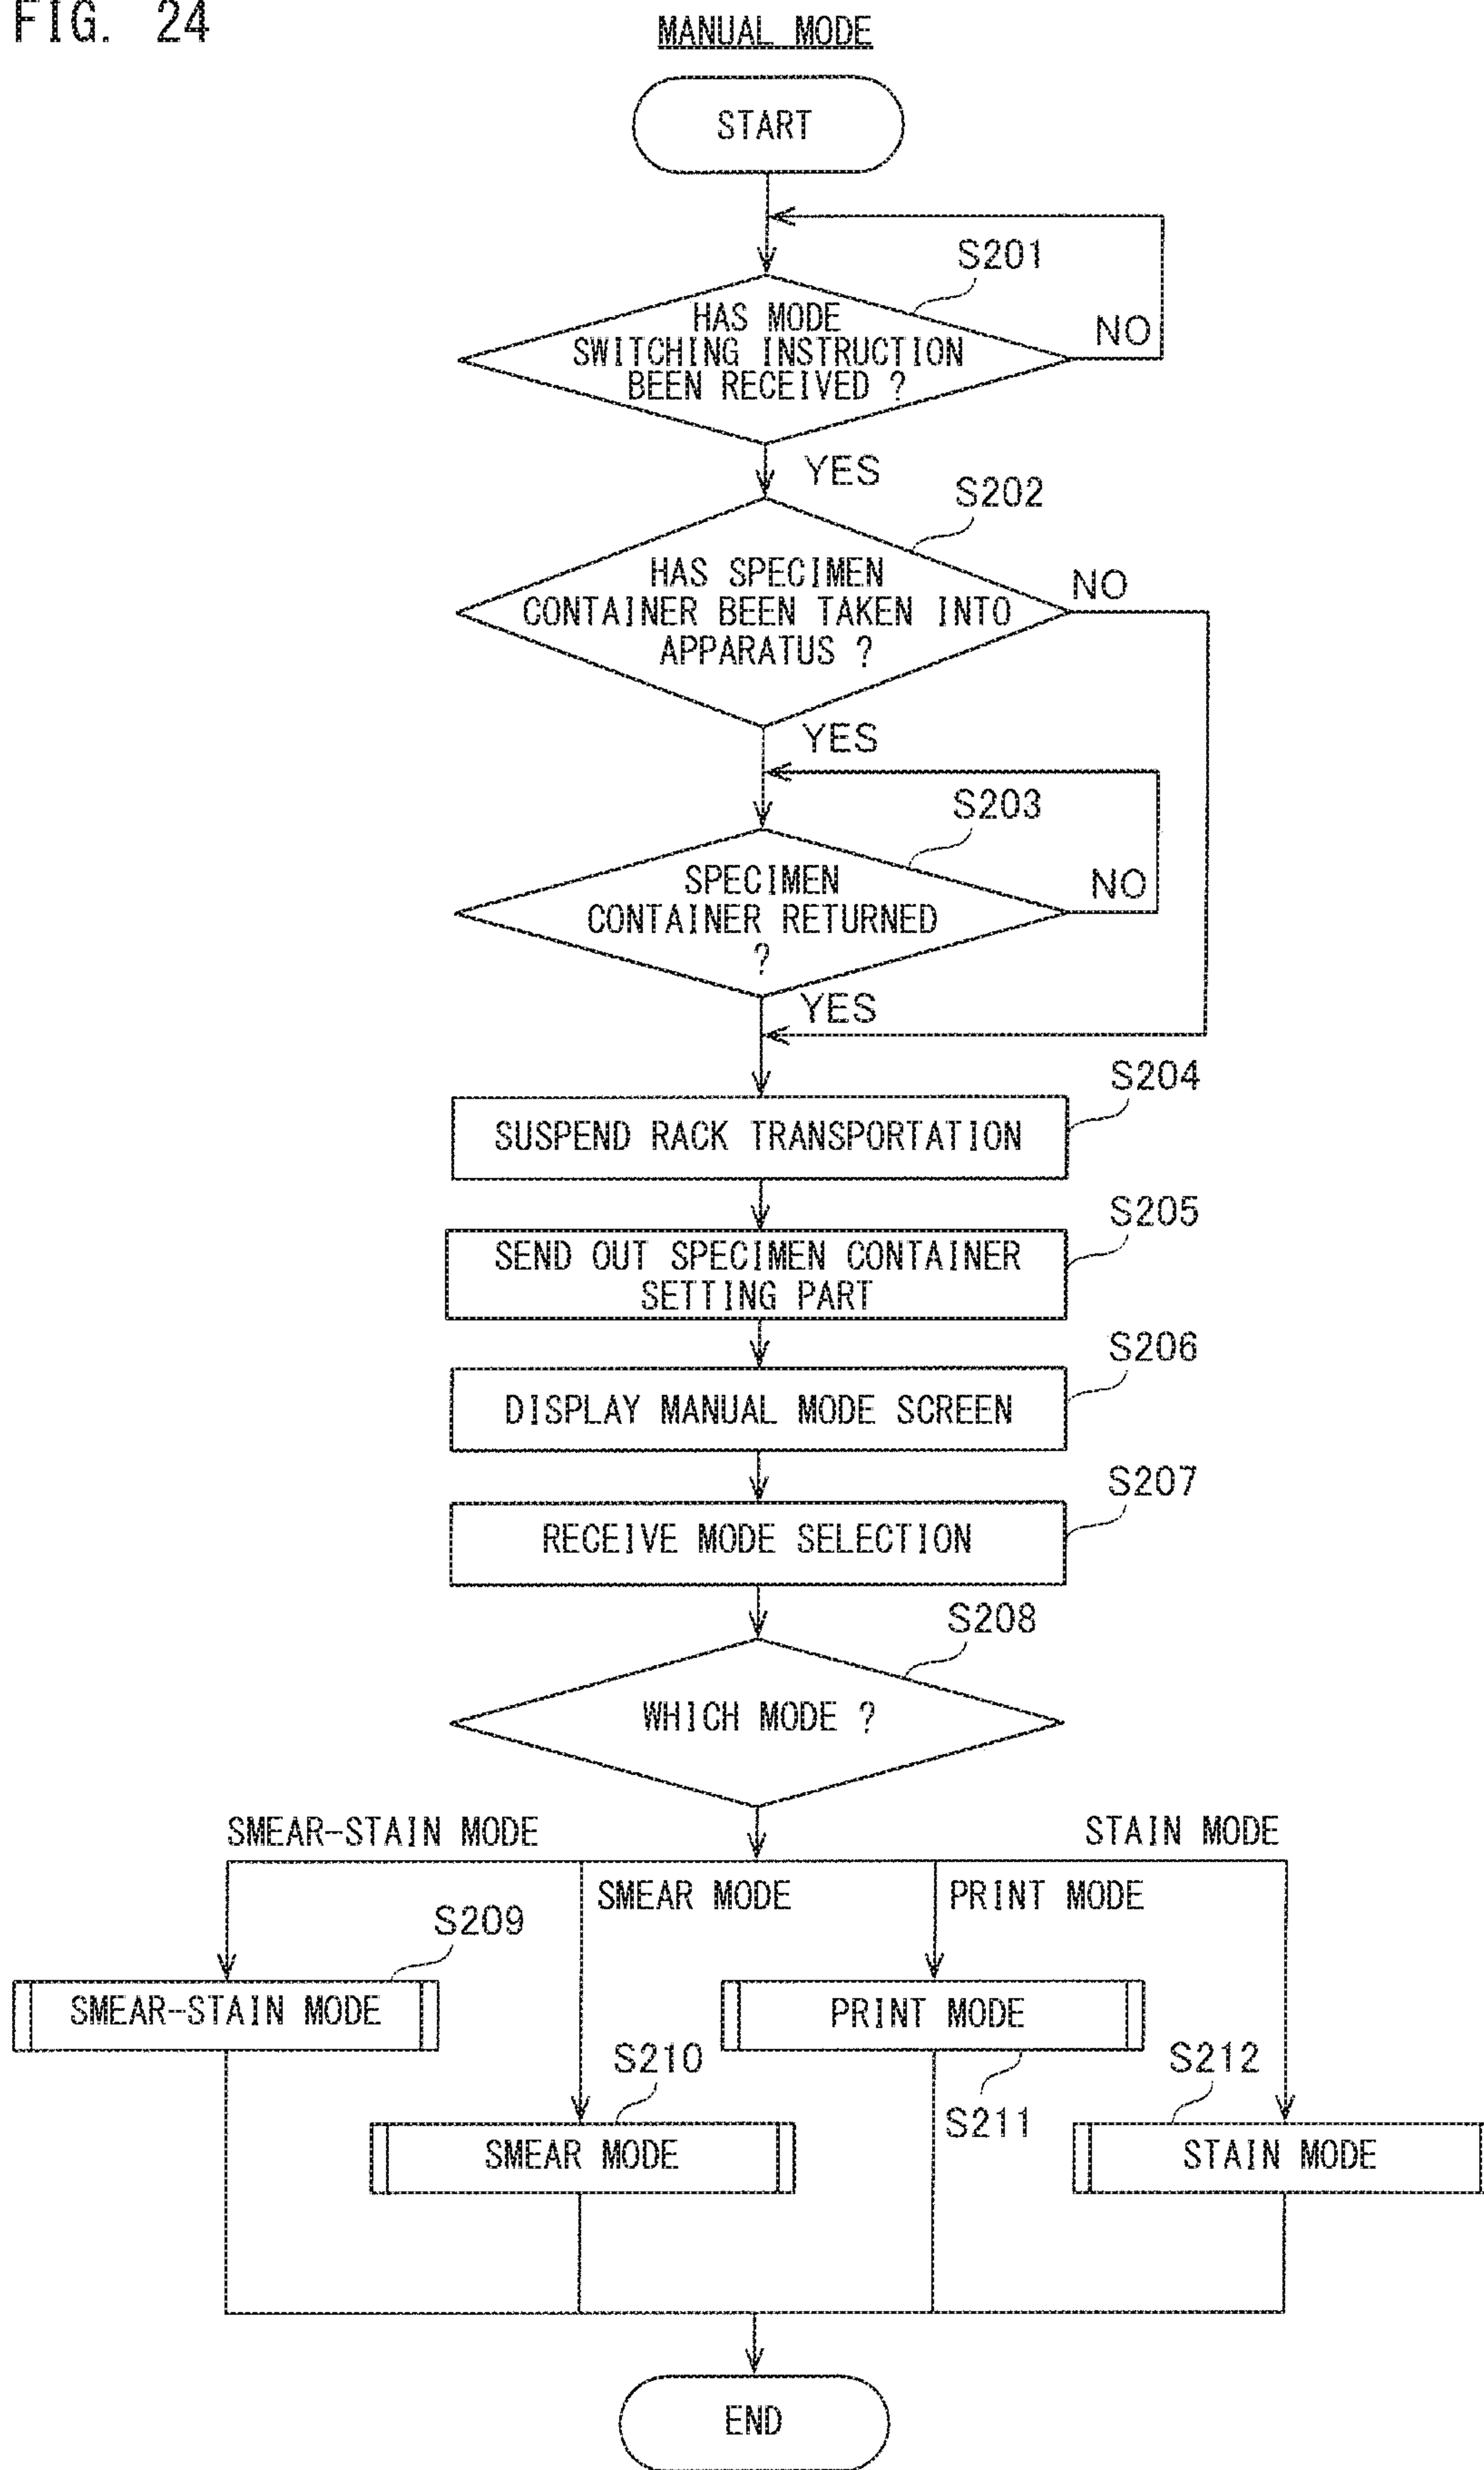 FIG. 24
MANUAL MODE
START
S201
HAS MODE
SWITCHING INSTRUCTION
BEEN RECEIVED ?
NO
YES
S202
HAS SPECIMEN
CONTAINER BEEN TAKEN INTO
APPARATUS ?
NO
YES
S203
SPECIMEN
CONTAINER RETURNED
?
NO
YES
S204
SUSPEND RACK TRANSPORTATION
S205
SEND OUT SPECIMEN CONTAINER
SETTING PART
S206
DISPLAY MANUAL MODE SCREEN
S207
RECEIVE MODE SELECTION
S208
WHICH MODE ?
SMEAR-STAIN MODE
STAIN MODE
SMEAR MODE
PRINT MODE
S209
SMEAR-STAIN MODE
PRINT MODE
S210
S211
S212
SMEAR MODE
STAIN MODE
END